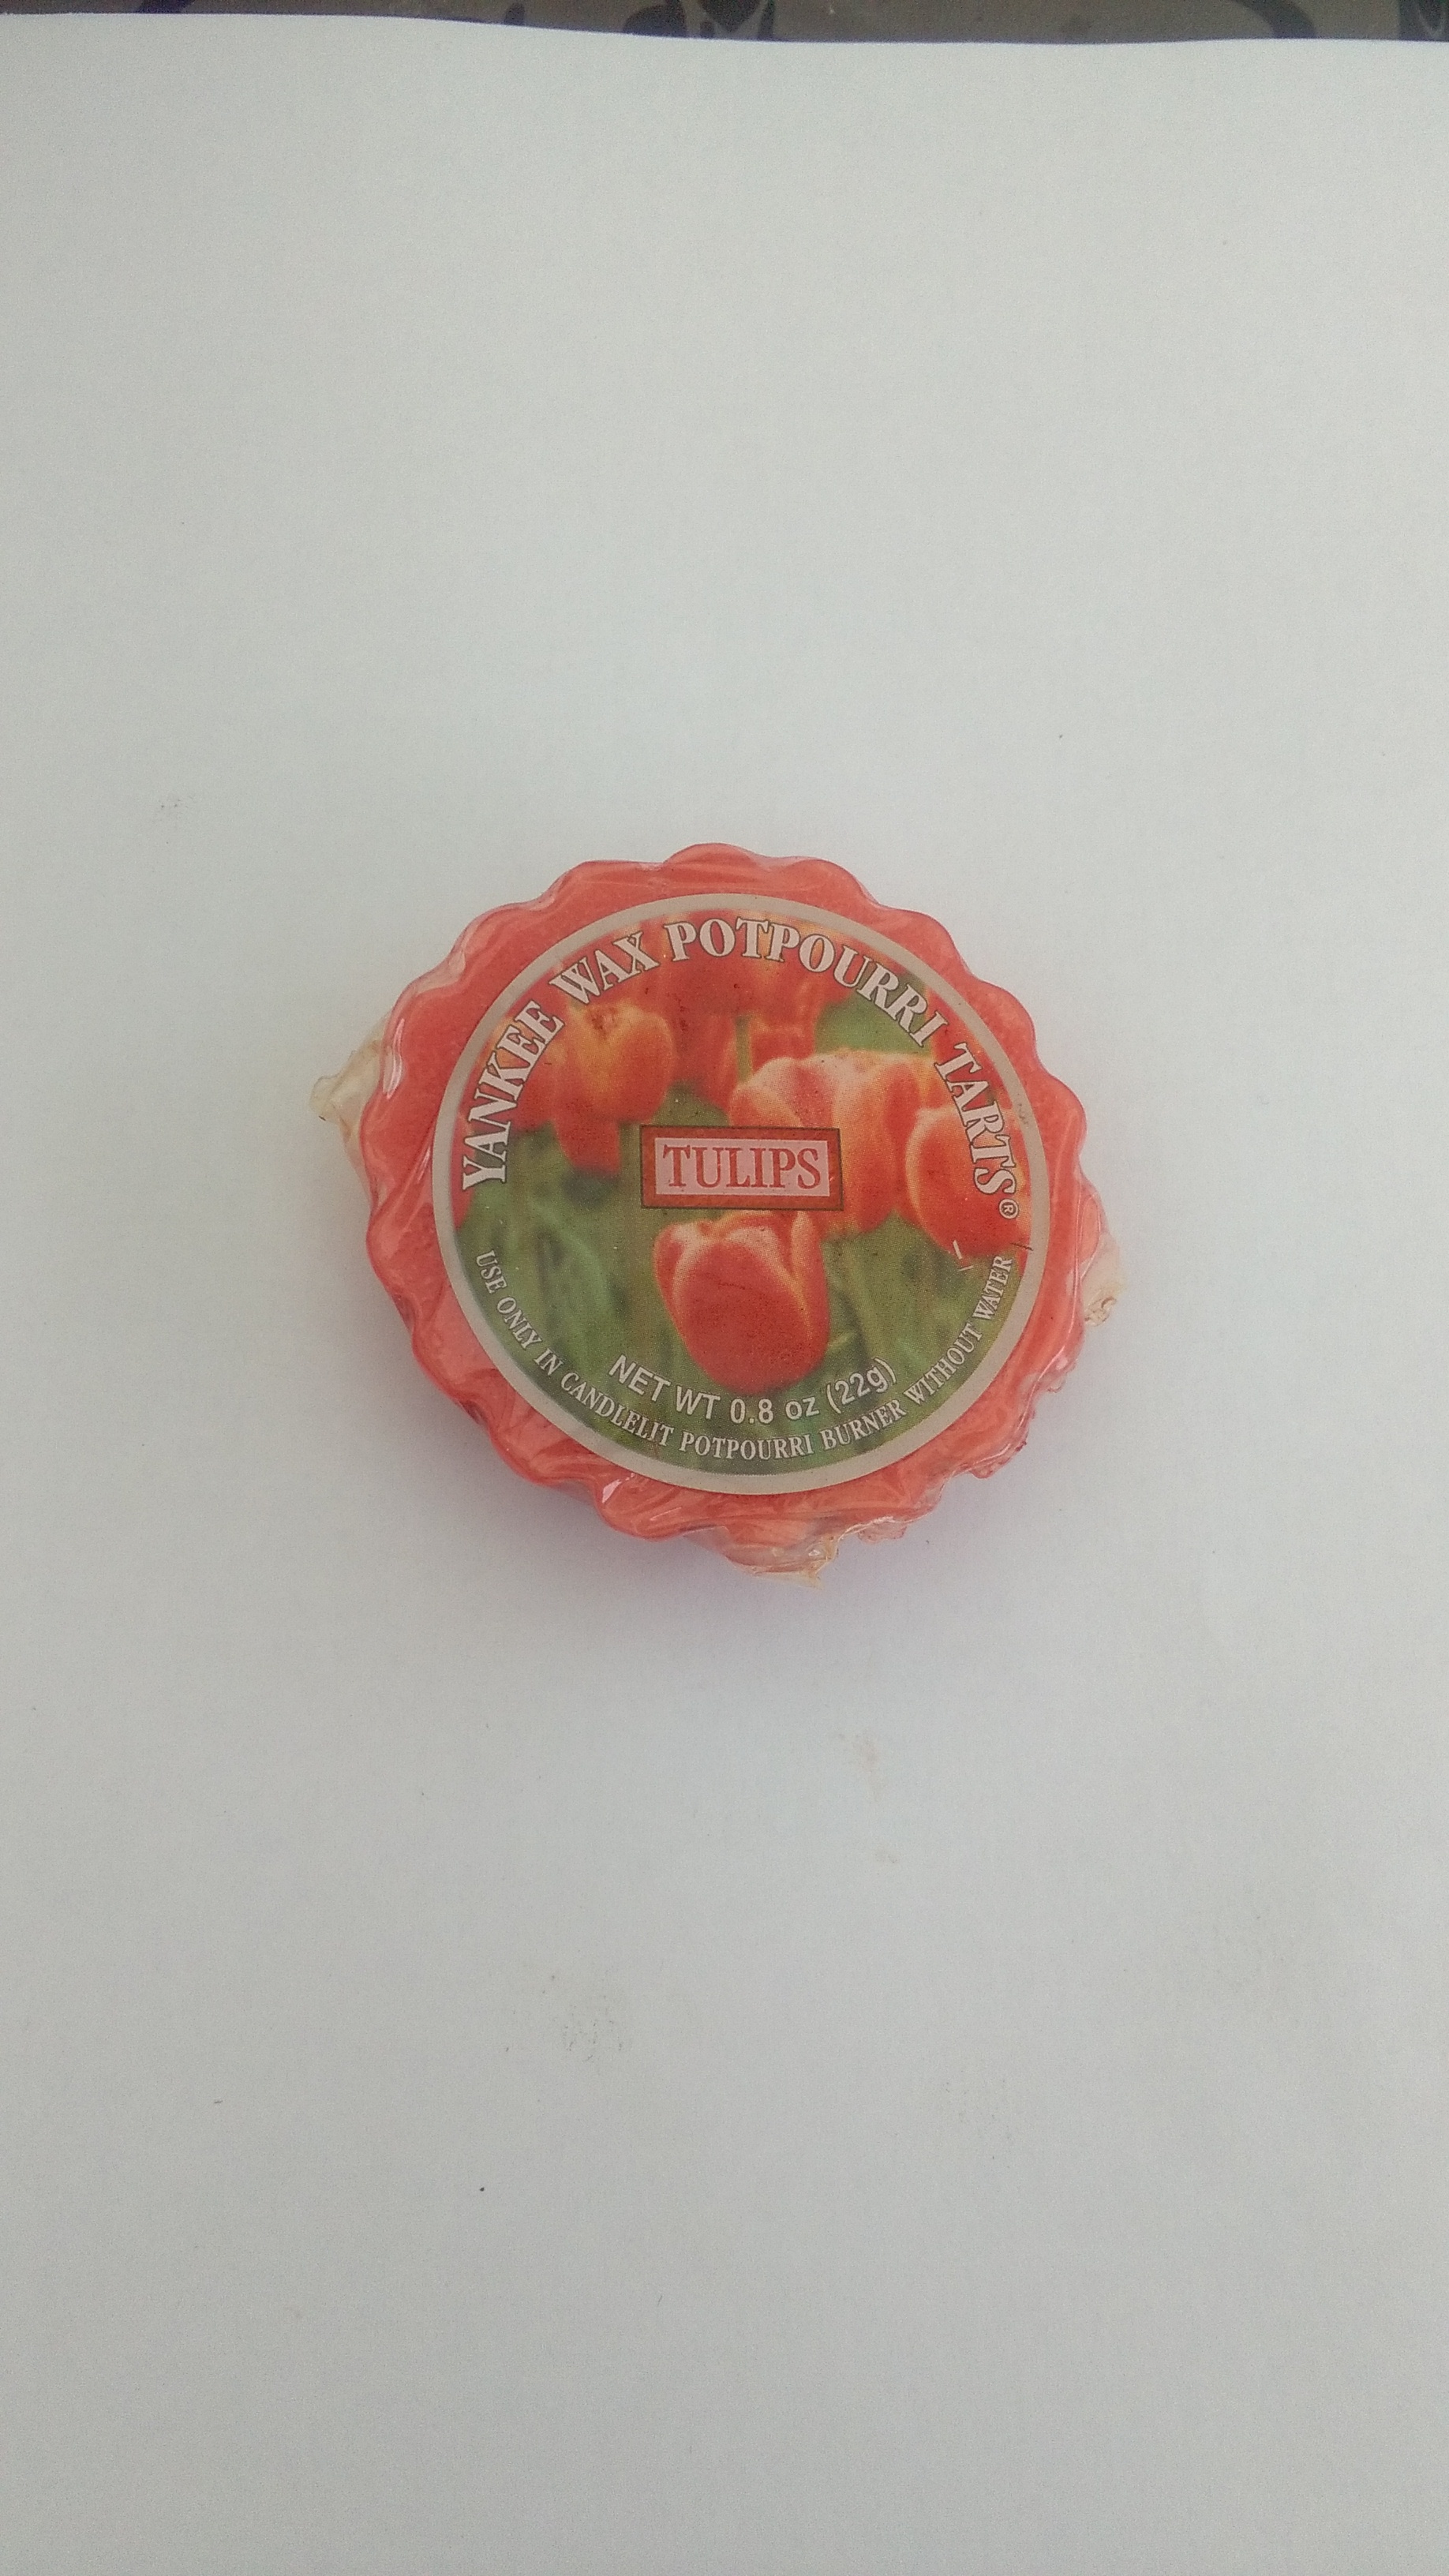 YANKEE WAX POTPOURRI TARTS®
TULIPS
NET WT 0.8 oz (22g)
USE ONLY IN CANDLELIT POTPOURRI BURNER WITHOUT WATER